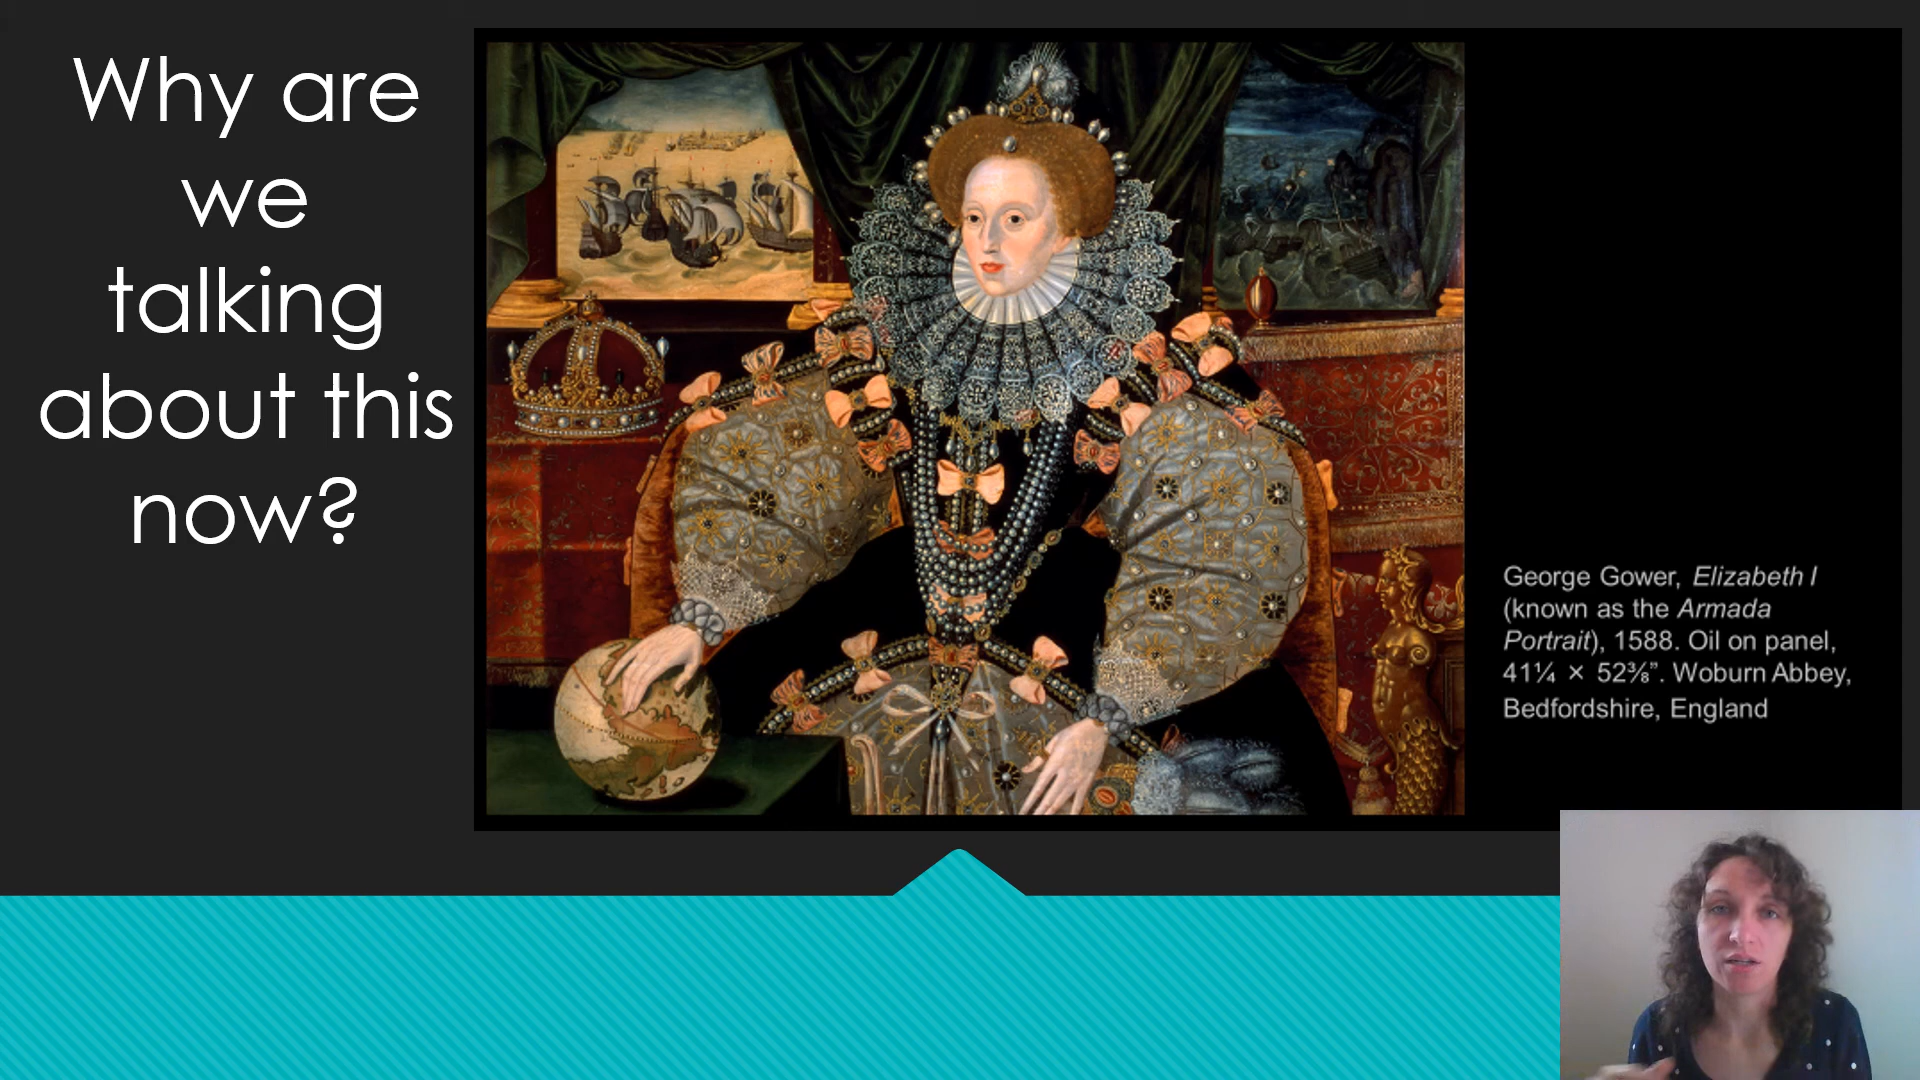 Why are
we
talking
about this
now?
George Gower, Elizabeth I
(known as the Armada
Portrait), 1588. Oil on panel,
41¼ × 52⅜”. Woburn Abbey,
Bedfordshire, England